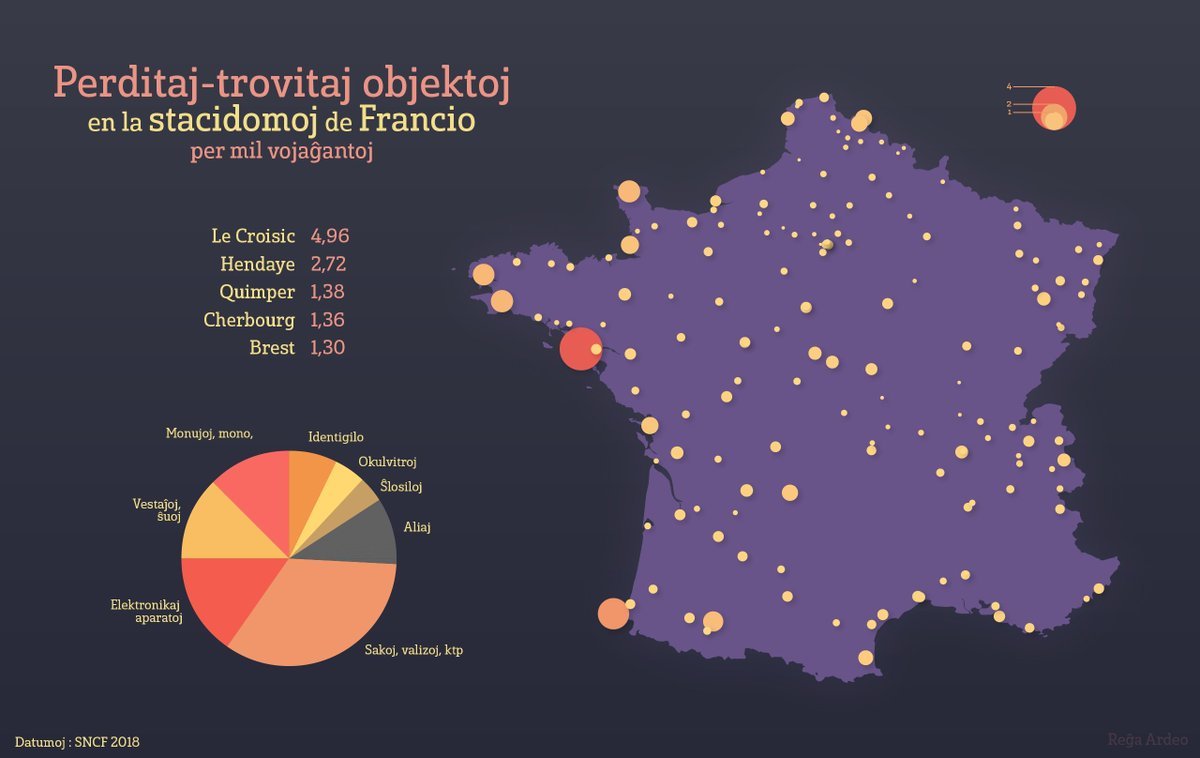 Perditaj-trovitaj objektoj
en la stacidomoj de Francio
per mil vojaĝantoj
Le Croisic 4,96
Hendaye 2,72
Quimper 1,38
Cherbourg 1,36
Brest 1,30
4
2
1
Monujoj, mono,
Identigilo
Okulvitroj
Ŝlosiloj
Aliaj
Vestaĵoj,
ŝuoj
Elektronikaj
aparatoj
Sakoj, valizoj, ktp
Datumoj : SNCF 2018
Reĝa Ardeo